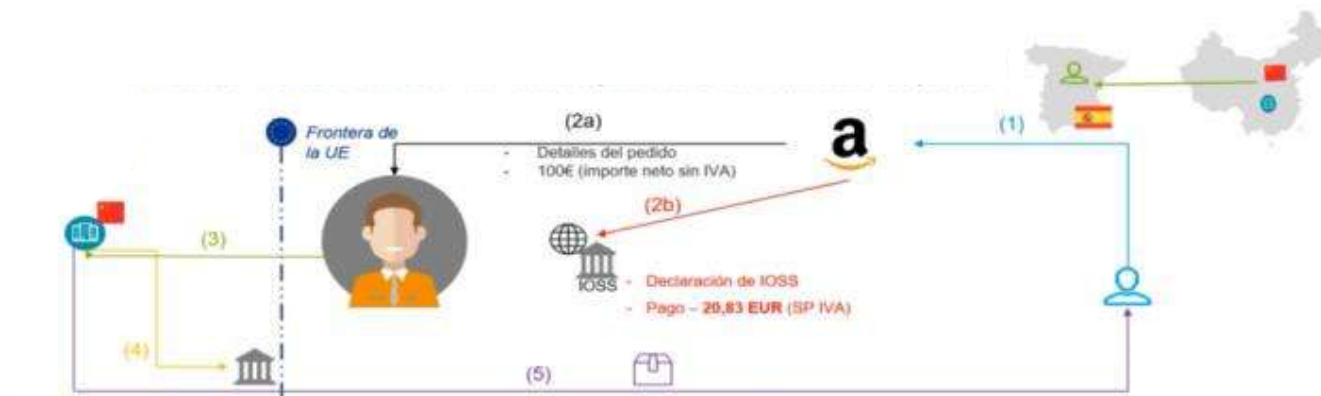 (1)
(2a)
Frontera de
la UE
- Detalles del pedido
- 100€ (importe neto sin IVA)
a
(2b)
(3)
IOSS
- Declaración de IOSS
- Pago – 20,83 EUR (SP IVA)
(4)
(5)